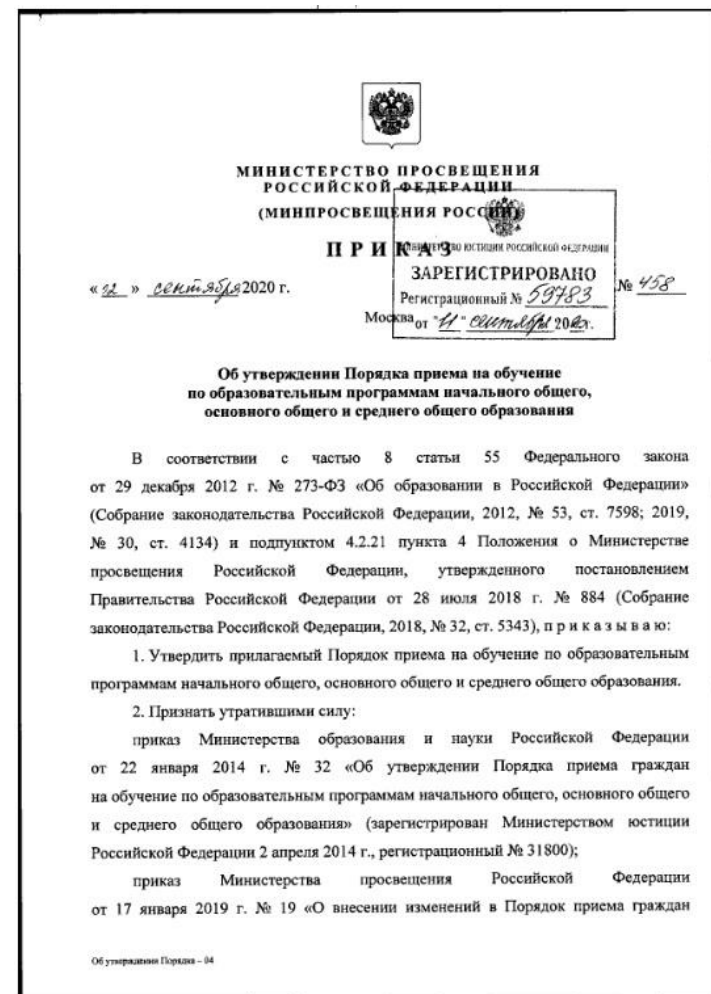 МИНИСТЕРСТВО ПРОСВЕЩЕНИЯ
РОССИЙСКОЙ ФЕДЕРАЦИИ
(МИНПРОСВЕЩЕНИЯ РОССИИ)
ПРИКАЗ
МИНИСТЕРСТВО ЮСТИЦИИ РОССИЙСКОЙ ФЕДЕРАЦИИ
ЗАРЕГИСТРИРОВАНО
Регистрационный № 59783
от "11" сентября 2020г.
сентября 2020 г.
№ 458
Москва
Об утверждении Порядка приема на обучение
по образовательным программам начального общего,
основного общего и среднего общего образования
В соответствии с частью 8 статьи 55 Федерального закона
от 29 декабря 2012 г. № 273-ФЗ «Об образовании в Российской Федерации»
(Собрание законодательства Российской Федерации, 2012, № 53, ст. 7598; 2019,
№ 30, ст. 4134) и подпунктом 4.2.21 пункта 4 Положения о Министерстве
просвещения Российской Федерации, утвержденного постановлением
Правительства Российской Федерации от 28 июля 2018 г. № 884 (Собрание
законодательства Российской Федерации, 2018, № 32, ст. 5343), п р и к а з ы в а ю:
1. Утвердить прилагаемый Порядок приема на обучение по образовательным
программам начального общего, основного общего и среднего общего образования.
2. Признать утратившими силу:
приказ Министерства образования и науки Российской Федерации
от 22 января 2014 г. № 32 «Об утверждении Порядка приема граждан
на обучение по образовательным программам начального общего, основного общего
и среднего общего образования» (зарегистрирован Министерством юстиции
Российской Федерации 2 апреля 2014 г., регистрационный № 31800);
приказ Министерства просвещения Российской Федерации
от 17 января 2019 г. № 19 «О внесении изменений в Порядок приема граждан
Об утверждении Порядка – 04